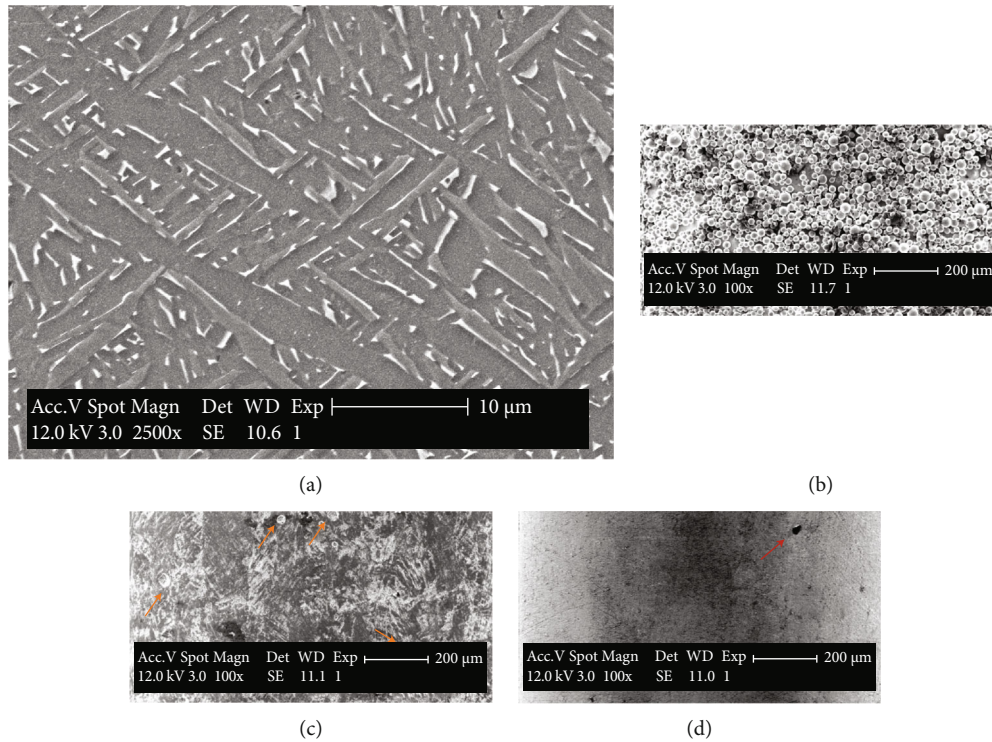 Acc.V Spot Magn Det WD Exp 10 μm
12.0 kV 3.0 2500x SE 10.6 1
(a)
Acc.V Spot Magn Det WD Exp 200 μm
12.0 kV 3.0 100x SE 11.7 1
(b)
Acc.V Spot Magn Det WD Exp 200 μm
12.0 kV 3.0 100x SE 11.1 1
(c)
Acc.V Spot Magn Det WD Exp 200 μm
12.0 kV 3.0 100x SE 11.0 1
(d)